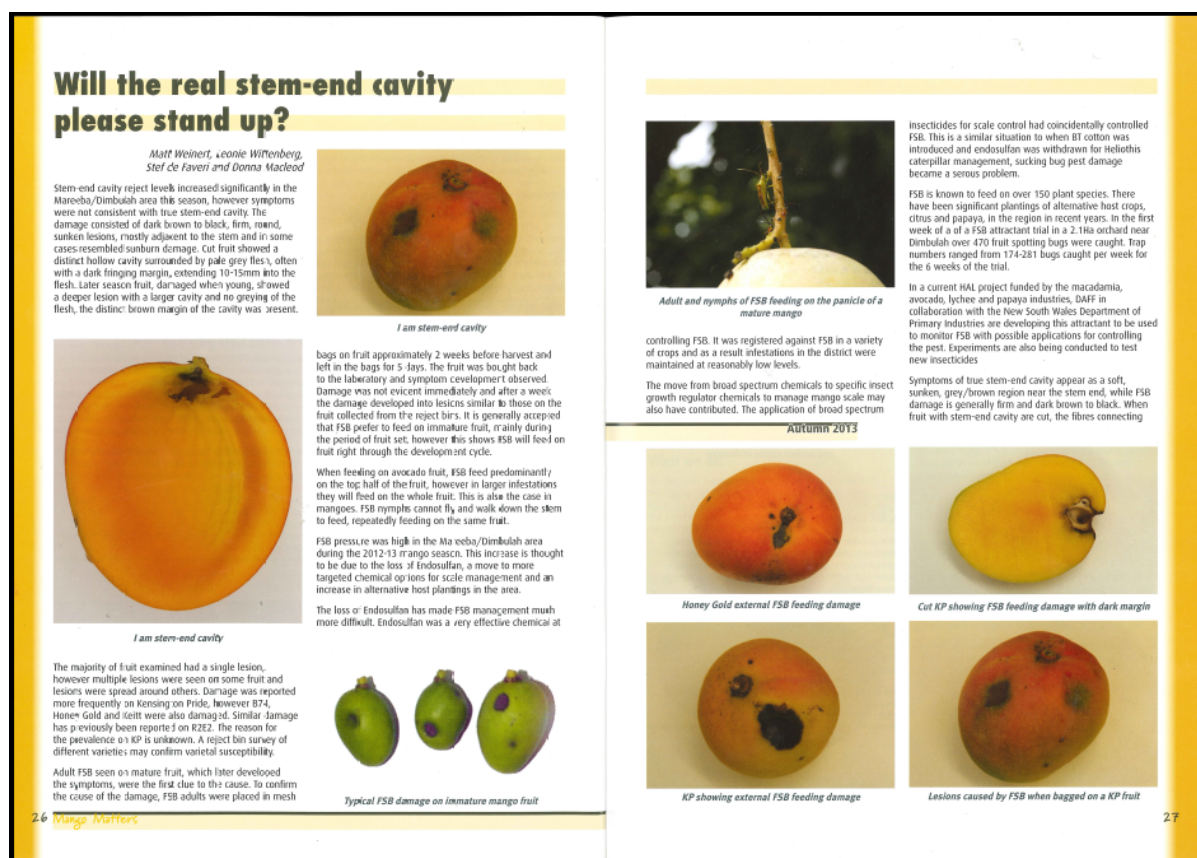 Will the real stem-end cavity
please stand up?
Matt Weinert, Leonie Wittenberg,
Stef de Faveri and Donna Macleod
Stem-end cavity reject levels increased significantly in the
Mareeba/Dimbulah area this season, however symptoms
were not consistent with true stem-end cavity. The
damage consisted of dark brown to black, firm, round,
sunken lesions, mostly adjacent to the stem and in some
cases resembled sunburn damage. Cut fruit showed a
distinct hollow cavity surrounded by pale grey flesh, often
with a dark fringing margin, extending 10-15mm into the
flesh. Later season fruit, damaged when young, showed
a deeper lesion with a larger cavity and no greying of the
flesh, the distinct brown margin of the cavity was present.
I am stem-end cavity
I am stem-end cavity
The majority of fruit examined had a single lesion,
however multiple lesions were seen on some fruit and
lesions were spread around others. Damage was reported
more frequently on Kensington Pride, however B74,
Honey Gold and Keitt were also damaged. Similar damage
has previously been reported on R2E2. The reason for
the prevalence on KP is unknown. A reject bin survey of
different varieties may confirm varietal susceptibility.
Adult FSB seen on mature fruit, which later developed
the symptoms, were the first clue to the cause. To confirm
the cause of the damage, FSB adults were placed in mesh
bags on fruit approximately 2 weeks before harvest and
left in the bags for 5 days. The fruit was bought back
to the laboratory and symptom development observed.
Damage was not evicent immediately and after a week
the damage developed into lesions similar to those on the
fruit collected from the reject bins. It is generally accepted
that FSB prefer to feed on immature fruit, mainly during
the period of fruit set, however this shows FSB will feed on
fruit right through the development cycle.
When feeding on avocado fruit, FSB feed predominantly
on the top half of the fruit, however in larger infestations
they will feed on the whole fruit. This is also the case in
mangoes. FSB nymphs cannot fly and walk down the stem
to feed, repeatedly feeding on the same fruit.
FSB pressure was high in the Mareeba/Dimbulah area
during the 2012-13 mango season. This increase is thought
to be due to the loss of Endosulfan, a move to more
targeted chemical options for scale management and an
increase in alternative host plantings in the area.
The loss of Endosulfan has made FSB management much
more difficult. Endosulfan was a very effective chemical at
Typical FSB damage on immature mango fruit
26 Mango Matters
Adult and nymphs of FSB feeding on the panicle of a
mature mango
controlling FSB. It was registered against FSB in a variety
of crops and as a result infestations in the district were
maintained at reasonably low levels.
The move from broad spectrum chemicals to specific insect
growth regulator chemicals to manage mango scale may
also have contributed. The application of broad spectrum
Autumn 2013
insecticides for scale control had coincidentally controlled
FSB. This is a similar situation to when BT cotton was
introduced and endosulfan was withdrawn for Heliothis
caterpillar management, sucking bug pest damage
became a serous problem.
FSB is known to feed on over 150 plant species. There
have been significant plantings of alternative host crops,
citrus and papaya, in the region in recent years. In the first
week of a of a FSB attractant trial in a 2.1Ha orchard near
Dimbulah over 470 fruit spotting bugs were caught. Trap
numbers ranged from 174-281 bugs caught per week for
the 6 weeks of the trial.
In a current HAL project funded by the macadamia,
avocado, lychee and papaya industries, DAFF in
collaboration with the New South Wales Department of
Primary Industries are developing this attractant to be used
to monitor FSB with possible applications for controlling
the pest. Experiments are also being conducted to test
new insecticides
Symptoms of true stem-end cavity appear as a soft,
sunken, grey/brown region near the stem end, while FSB
damage is generally firm and dark brown to black. When
fruit with stem-end cavity are cut, the fibres connecting
Honey Gold external FSB feeding damage
Cut KP showing FSB feeding damage with dark margin
KP showing external FSB feeding damage
Lesions caused by FSB when bagged on a KP fruit
27